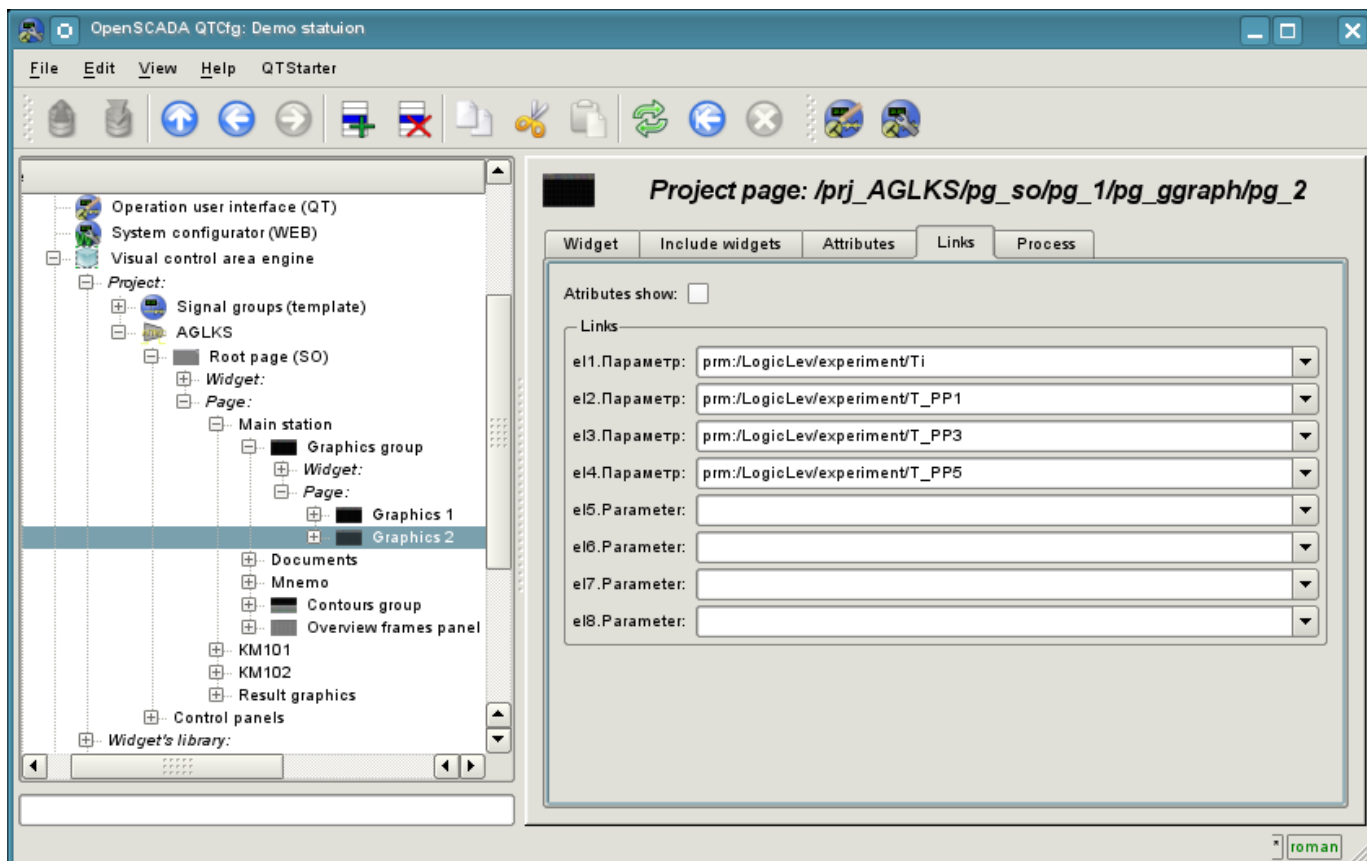 OpenSCADA QTCfg: Demo statuion
File Edit View Help QTStarter
Operation user interface (QT)
System configurator (WEB)
Visual control area engine
Project:
Signal groups (template)
AGLKS
Root page (SO)
Widget:
Page:
Main station
Graphics group
Widget:
Page:
Graphics 1
Graphics 2
Documents
Mnemo
Contours group
Overview frames panel
KM101
KM102
Result graphics
Control panels
Widget's library:
Project page: /prj_AGLKS/pg_so/pg_1/pg_ggraph/pg_2
Widget Include widgets Attributes Links Process
Atributes show:
Links
el1.Параметр: prm:/LogicLev/experiment/Ti
el2.Параметр: prm:/LogicLev/experiment/T_PP1
el3.Параметр: prm:/LogicLev/experiment/T_PP3
el4.Параметр: prm:/LogicLev/experiment/T_PP5
el5.Parameter:
el6.Parameter:
el7.Parameter:
el8.Parameter:
* roman